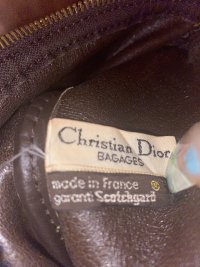 Christian Dior
BAGAGES
made in France ®
garanti Scotchgard